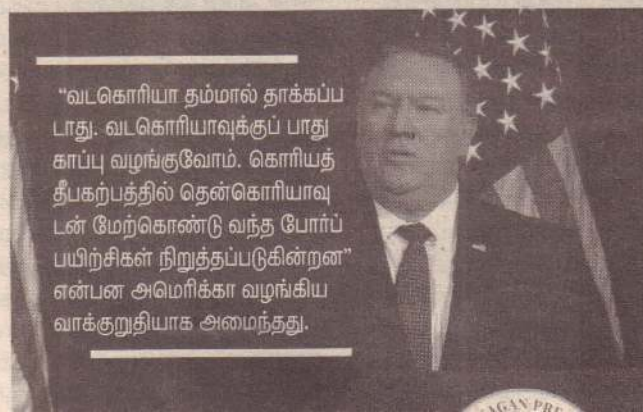 “வடகொரியா தம்மால் தாக்கப்ப
டாது. வடகொரியாவுக்குப் பாது
காப்பு வழங்குவோம். கொரியத்
தீபகற்பத்தில் தென்கொரியாவு
டன் மேற்கொண்டு வந்த போர்ப்
பயிற்சிகள் நிறுத்தப்படுகின்றன”
என்பன அமெரிக்கா வழங்கிய
வாக்குறுதியாக அமைந்தது.